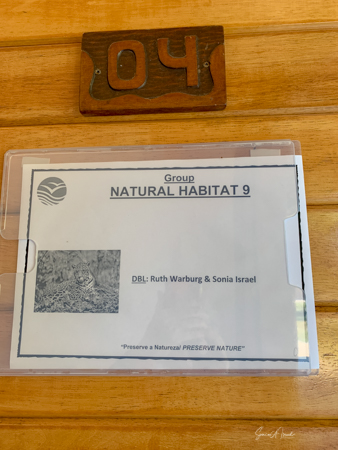 04
Group
NATURAL HABITAT 9
DBL: Ruth Warburg & Sonia Israel
"Preserve a Natureza/ PRESERVE NATURE"